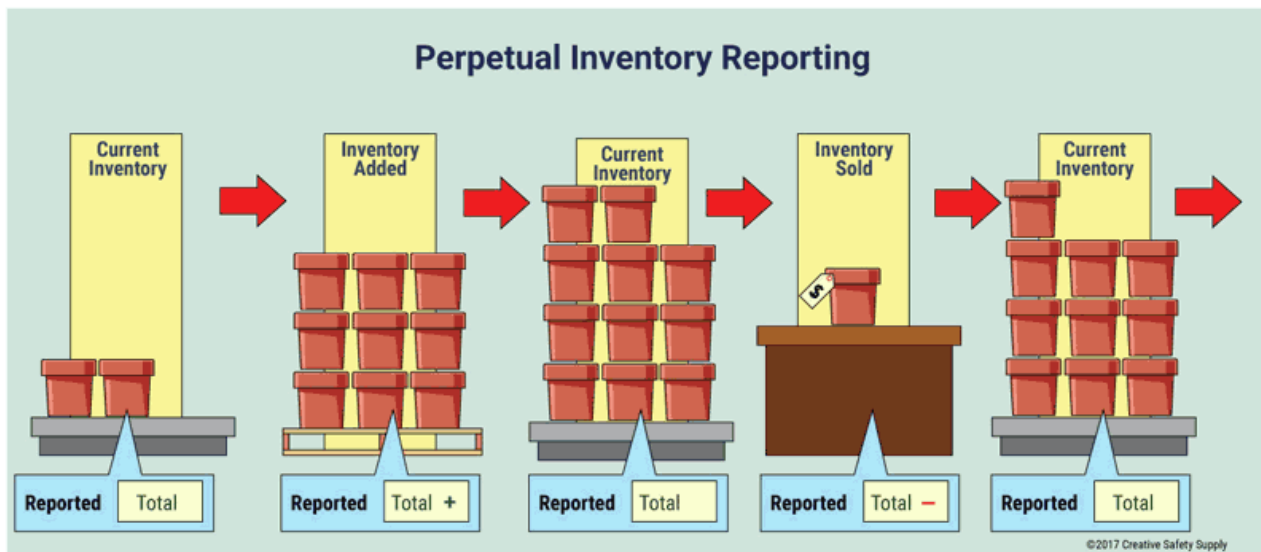 Perpetual Inventory Reporting
Current
Inventory
Inventory
Added
Current
Inventory
Inventory
Sold
Current
Inventory
$
Reported Total
Reported Total +
Reported Total
Reported Total −
Reported Total
©2017 Creative Safety Supply